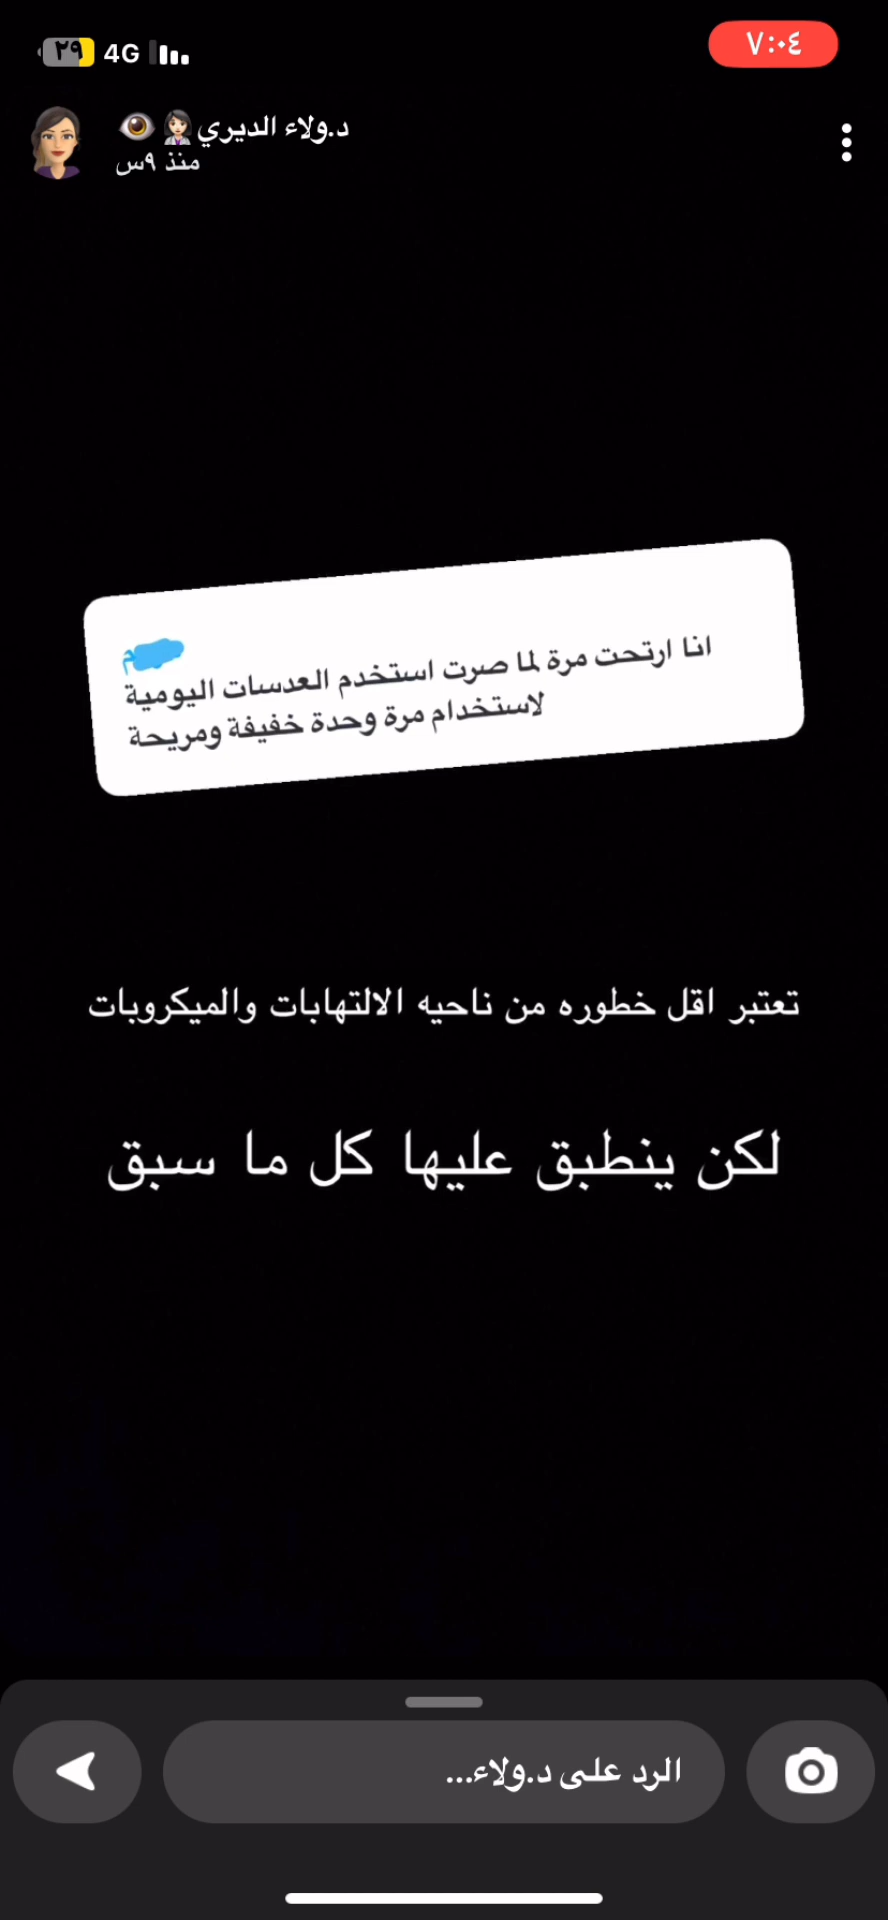 ٢٩ 4G
٧:٠٤
د.ولاء الديري
منذ ٩س
م
انا ارتحت مرة لما صرت استخدم العدسات اليومية
لاستخدام مرة وحدة خفيفة ومريحة
تعتبر اقل خطوره من ناحيه الالتهابات والميكروبات
لكن ينطبق عليها كل ما سبق
الرد على د.ولاء...